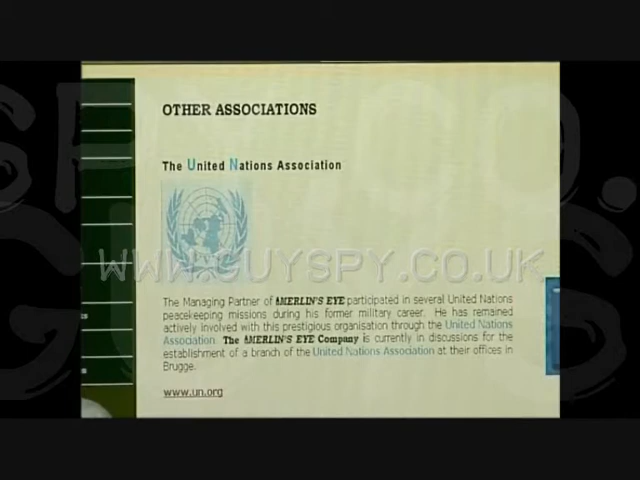 OTHER ASSOCIATIONS
The United Nations Association
WWW.GUYSPY.CO.UK
The Managing Partner of MERLIN'S EYE participated in several United Nations
peacekeeping missions during his former military career. He has remained
actively involved with this prestigious organisation through the United Nations
Association. The MERLIN'S EYE Company is currently in discussions for the
establishment of a branch of the United Nations Association at their offices in
Brugge.
www.un.org